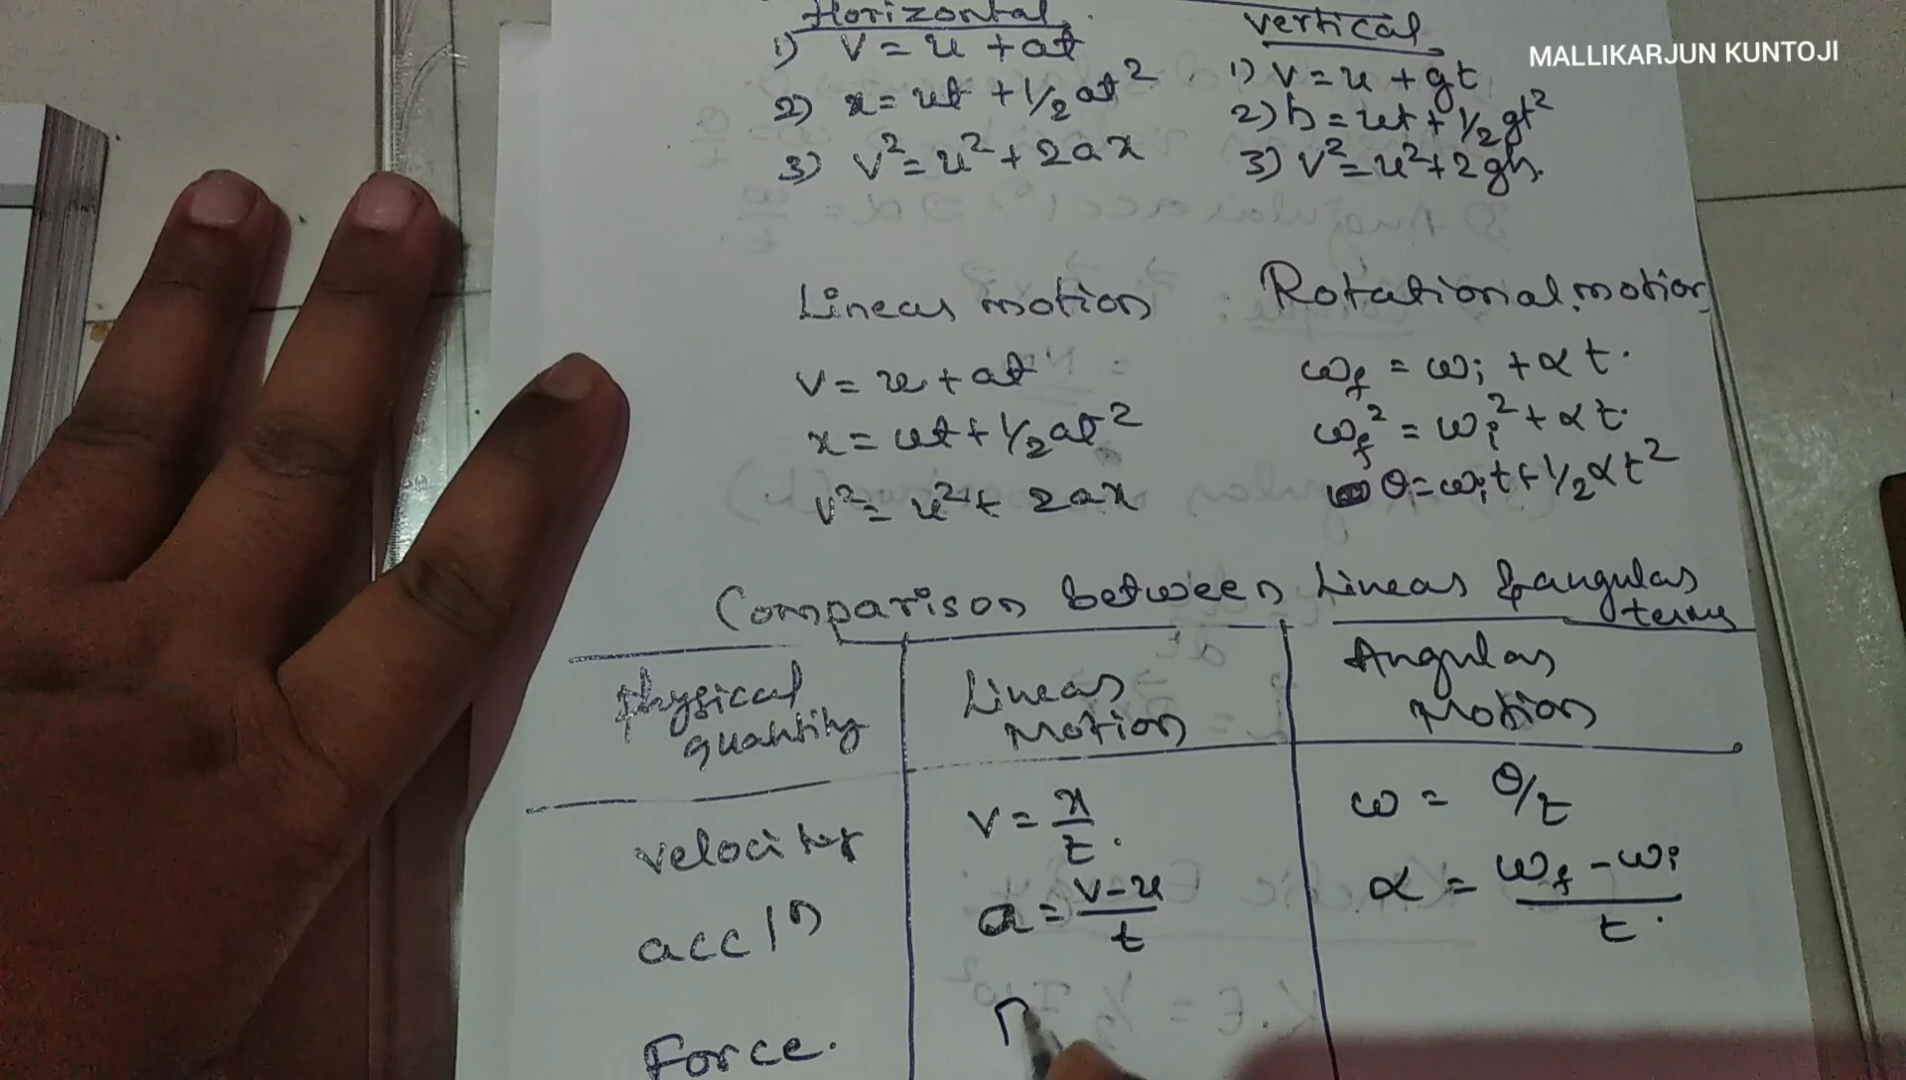 Horizontal.
1) v = u + at
2) x = ut + 1/2 at²
3) v² = u² + 2ax
vertical
1) v = u + gt
2) h = ut + 1/2 gt²
3) v² = u² + 2gh.
MALLIKARJUN KUNTOJI
Linear motion
v = u + at
x = ut + 1/2 at²
v² = u² + 2ax
Rotational motion
ωf = ωi + αt.
ωf² = ωi² + αt.
θ = ωit + 1/2 αt²
Comparison between Linear & angular
terms
physical
quantity
Linear
Motion
Angular
Motion
velocity
v = x/t.
ω = θ/t
accln
a = v-u/t
α = ωf - ωi/t.
Force.